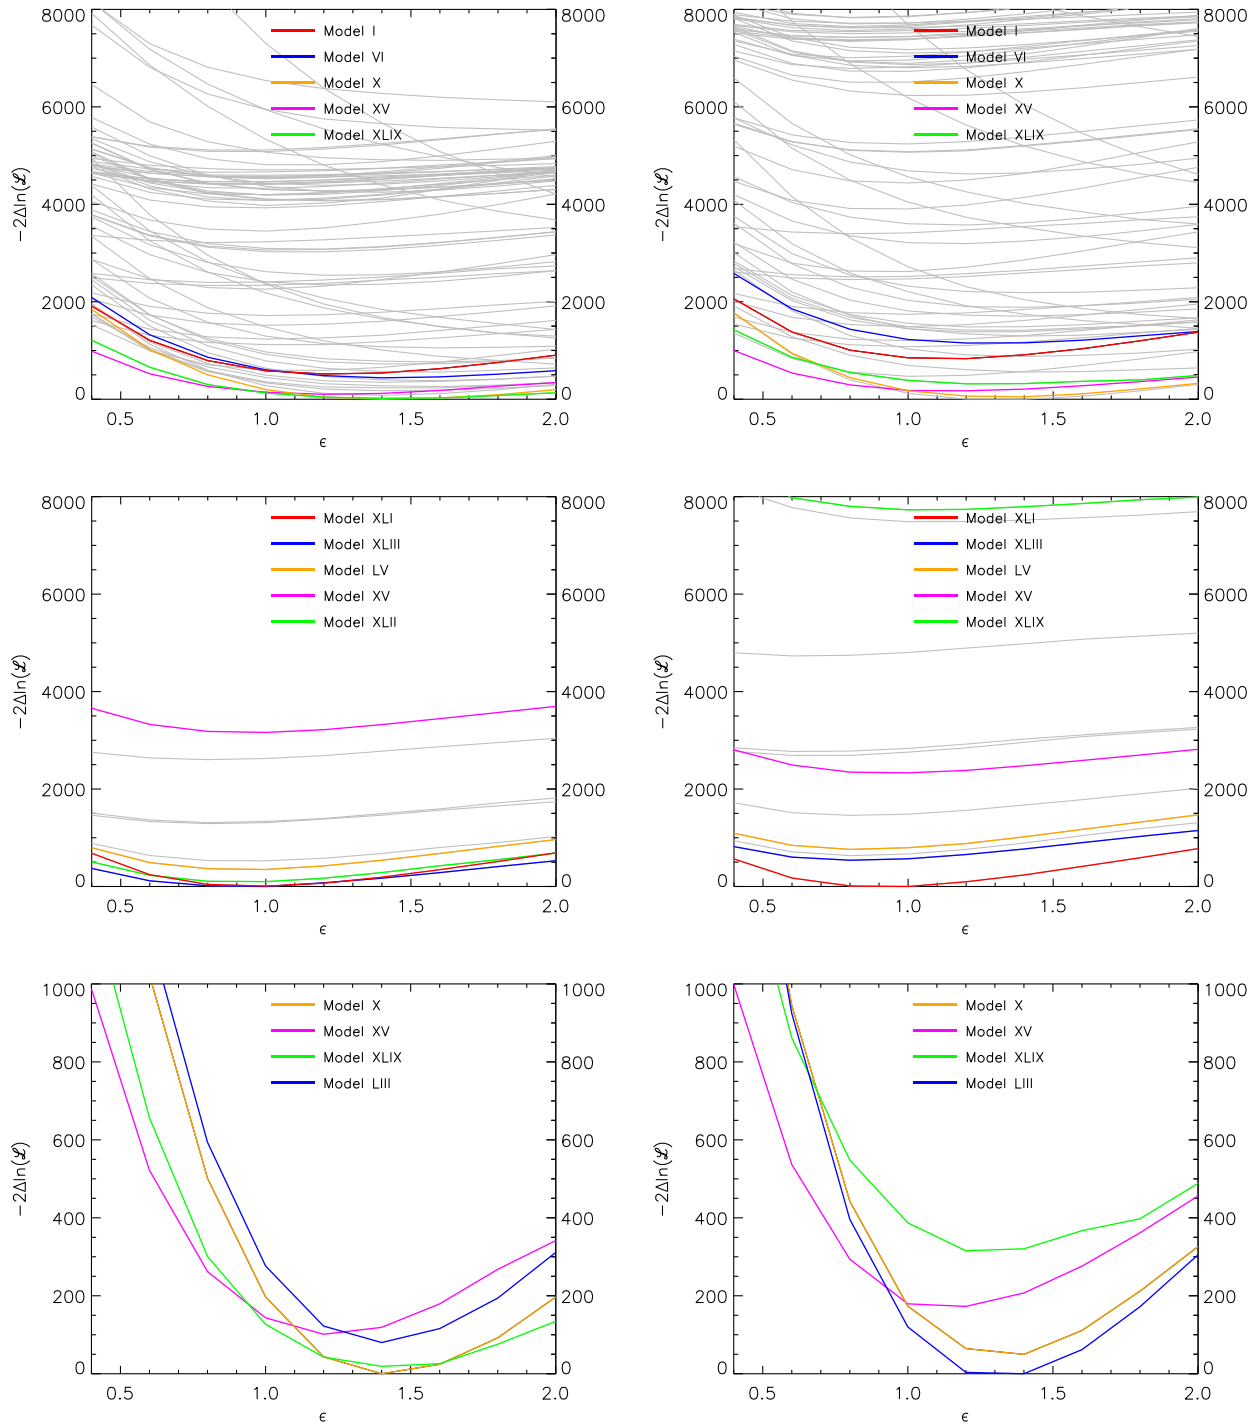 8000 8000
6000 6000
4000 4000
2000 2000
0 0
0.5 1.0 1.5 2.0
ϵ
−2Δln(ℒ)
Model I
Model VI
Model X
Model XV
Model XLIX
8000 8000
6000 6000
4000 4000
2000 2000
0 0
0.5 1.0 1.5 2.0
ϵ
−2Δln(ℒ)
Model I
Model VI
Model X
Model XV
Model XLIX
8000 8000
6000 6000
4000 4000
2000 2000
0 0
0.5 1.0 1.5 2.0
ϵ
−2Δln(ℒ)
Model XLI
Model XLIII
Model LV
Model XV
Model XLII
8000 8000
6000 6000
4000 4000
2000 2000
0 0
0.5 1.0 1.5 2.0
ϵ
−2Δln(ℒ)
Model XLI
Model XLIII
Model LV
Model XV
Model XLIX
1000 1000
800 800
600 600
400 400
200 200
0 0
0.5 1.0 1.5 2.0
ϵ
−2Δln(ℒ)
Model X
Model XV
Model XLIX
Model LIII
1000 1000
800 800
600 600
400 400
200 200
0 0
0.5 1.0 1.5 2.0
ϵ
−2Δln(ℒ)
Model X
Model XV
Model XLIX
Model LIII